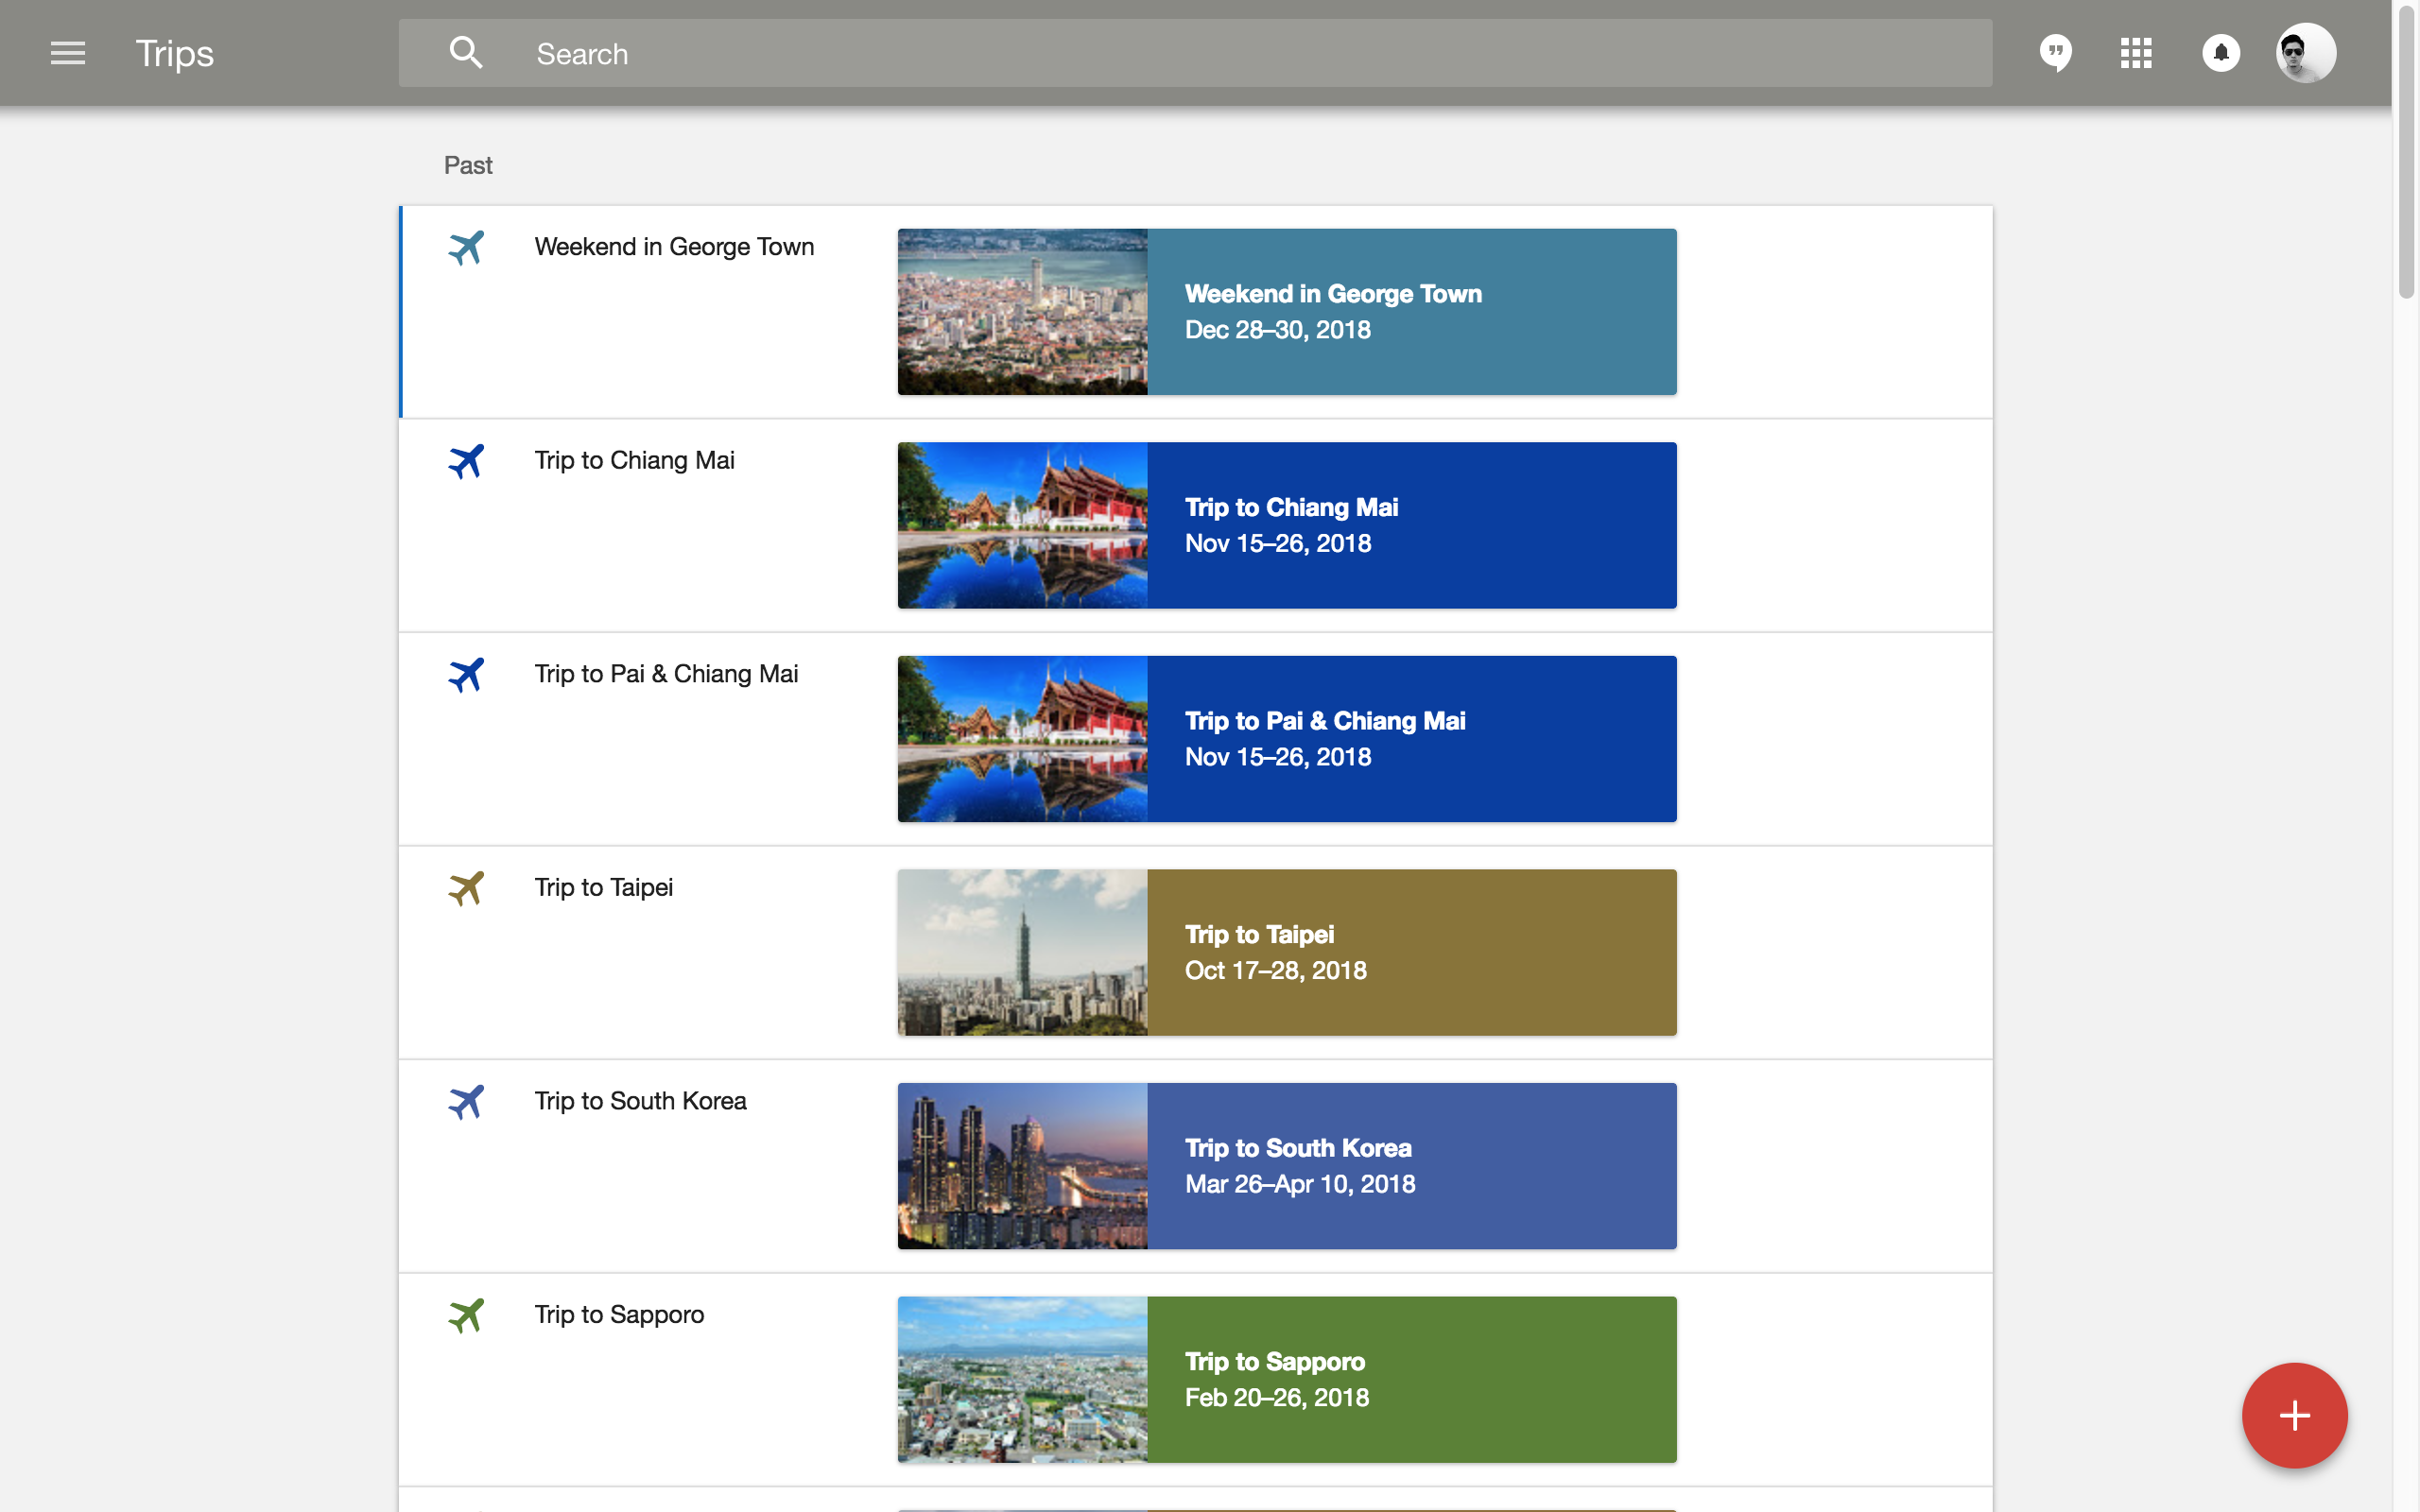 Trips
Search
Past
Weekend in George Town
Weekend in George Town
Dec 28–30, 2018
Trip to Chiang Mai
Trip to Chiang Mai
Nov 15–26, 2018
Trip to Pai & Chiang Mai
Trip to Pai & Chiang Mai
Nov 15–26, 2018
Trip to Taipei
Trip to Taipei
Oct 17–28, 2018
Trip to South Korea
Trip to South Korea
Mar 26–Apr 10, 2018
Trip to Sapporo
Trip to Sapporo
Feb 20–26, 2018